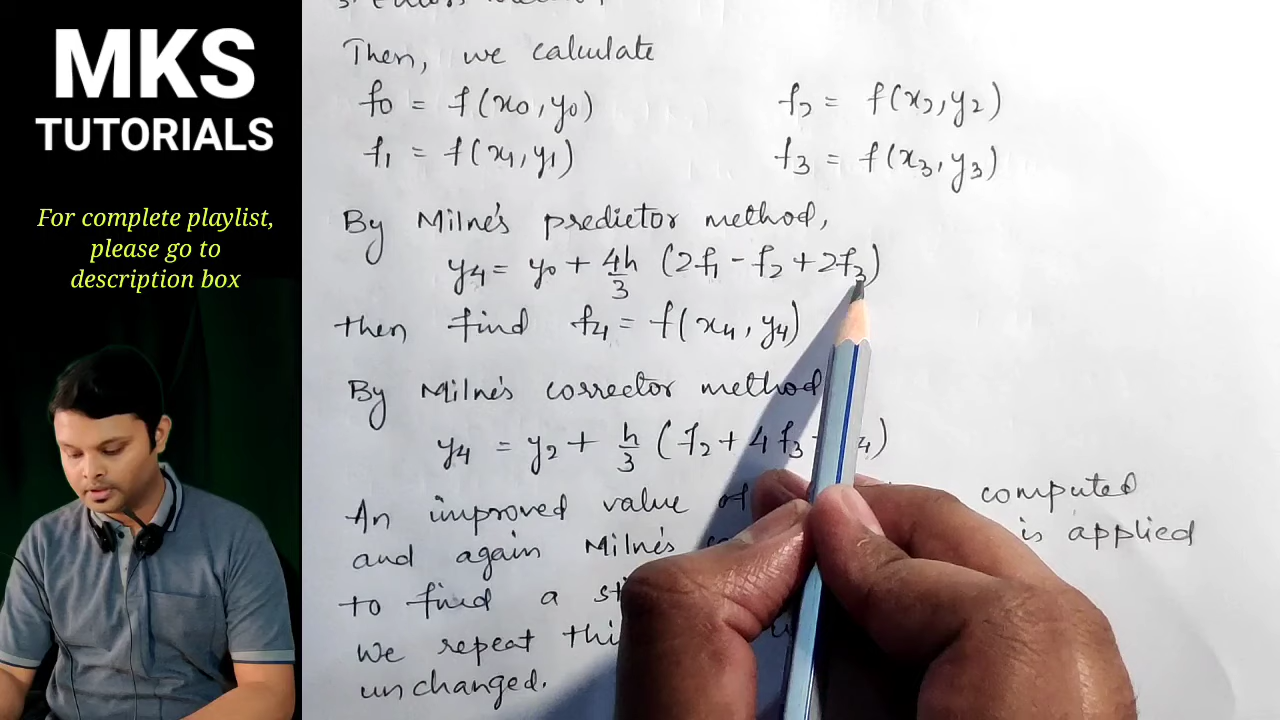 MKS
TUTORIALS
For complete playlist,
please go to
description box
Then, we calculate
f0 = f(x0, y0)
f2 = f(x2, y2)
f1 = f(x1, y1)
f3 = f(x3, y3)
By Milne's predictor method,
y4 = y0 + 4h/3 (2f1 - f2 + 2f3)
then find f4 = f(x4, y4)
By Milne's corrector method
y4 = y2 + h/3 (f2 + 4f3 4)
An improved value of computed
and again Milne's is applied
to find a
we repeat
unchanged.